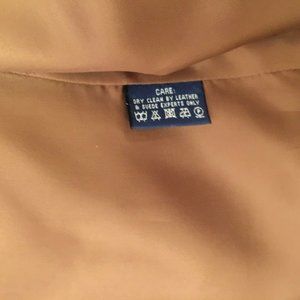 CARE:
DRY CLEAN BY LEATHER
& SUEDE EXPERTS ONLY